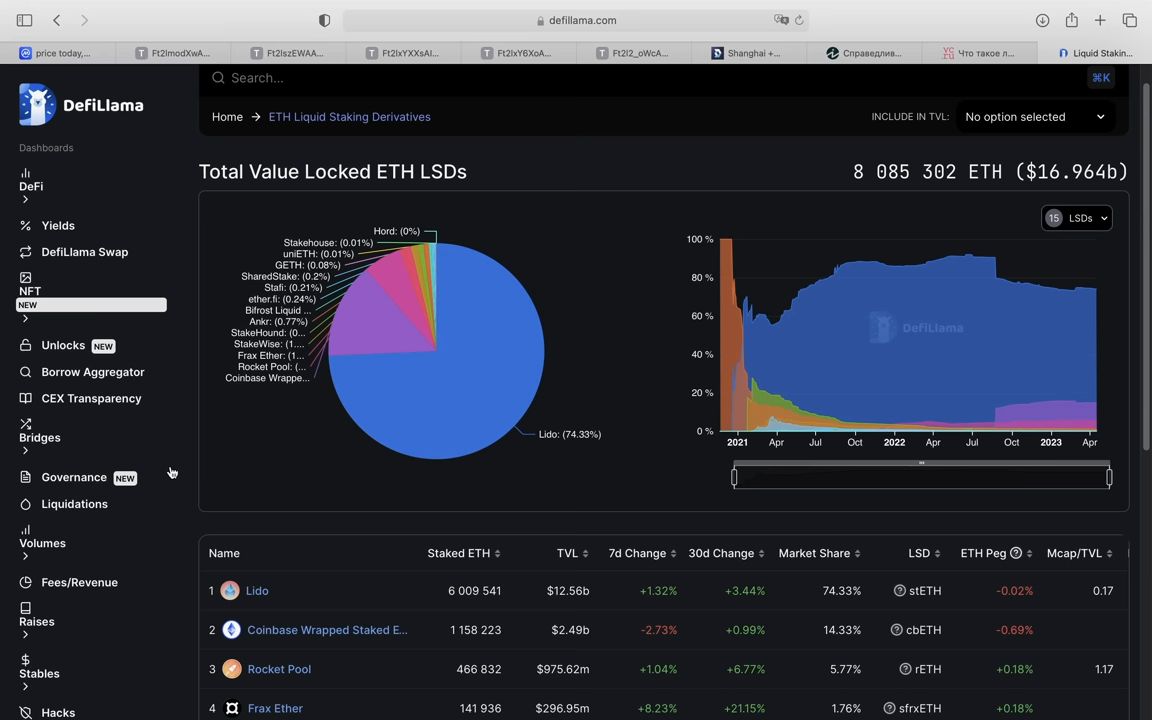 defillama.com
price today,...
Ft2ImodXwA...
Ft2IszEWAA...
Ft2IxYXXsAI...
Ft2IxY6XoA...
Ft2I2_oWcA...
Shanghai +...
Справедлив...
Что такое л...
Liquid Stakin...
DefiLlama
Search...
⌘K
Home → ETH Liquid Staking Derivatives
INCLUDE IN TVL: No option selected
Dashboards
DeFi
Yields
DefiLlama Swap
NFT
NEW
Unlocks NEW
Borrow Aggregator
CEX Transparency
Bridges
Governance NEW
Liquidations
Volumes
Fees/Revenue
Raises
$
Stables
Hacks
Total Value Locked ETH LSDs
8 085 302 ETH ($16.964b)
Hord: (0%)
Stakehouse: (0.01%)
uniETH: (0.01%)
GETH: (0.08%)
SharedStake: (0.2%)
Stafi: (0.21%)
ether.fi: (0.24%)
Bifrost Liquid ...
Ankr: (0.77%)
StakeHound: (0...
StakeWise: (1....
Frax Ether: (1...
Rocket Pool: (...
Coinbase Wrappe...
Lido: (74.33%)
15 LSDs
100 %
80 %
60 %
40 %
20 %
0 %
DefiLlama
2021 Apr Jul Oct 2022 Apr Jul Oct 2023 Apr
Name Staked ETH TVL 7d Change 30d Change Market Share LSD ETH Peg Mcap/TVL
1 Lido 6 009 541 $12.56b +1.32% +3.44% 74.33% stETH -0.02% 0.17
2 Coinbase Wrapped Staked E... 1 158 223 $2.49b -2.73% +0.99% 14.33% cbETH -0.69%
3 Rocket Pool 466 832 $975.62m +1.04% +6.77% 5.77% rETH +0.18% 1.17
4 Frax Ether 141 936 $296.95m +8.23% +21.15% 1.76% sfrxETH +0.18%